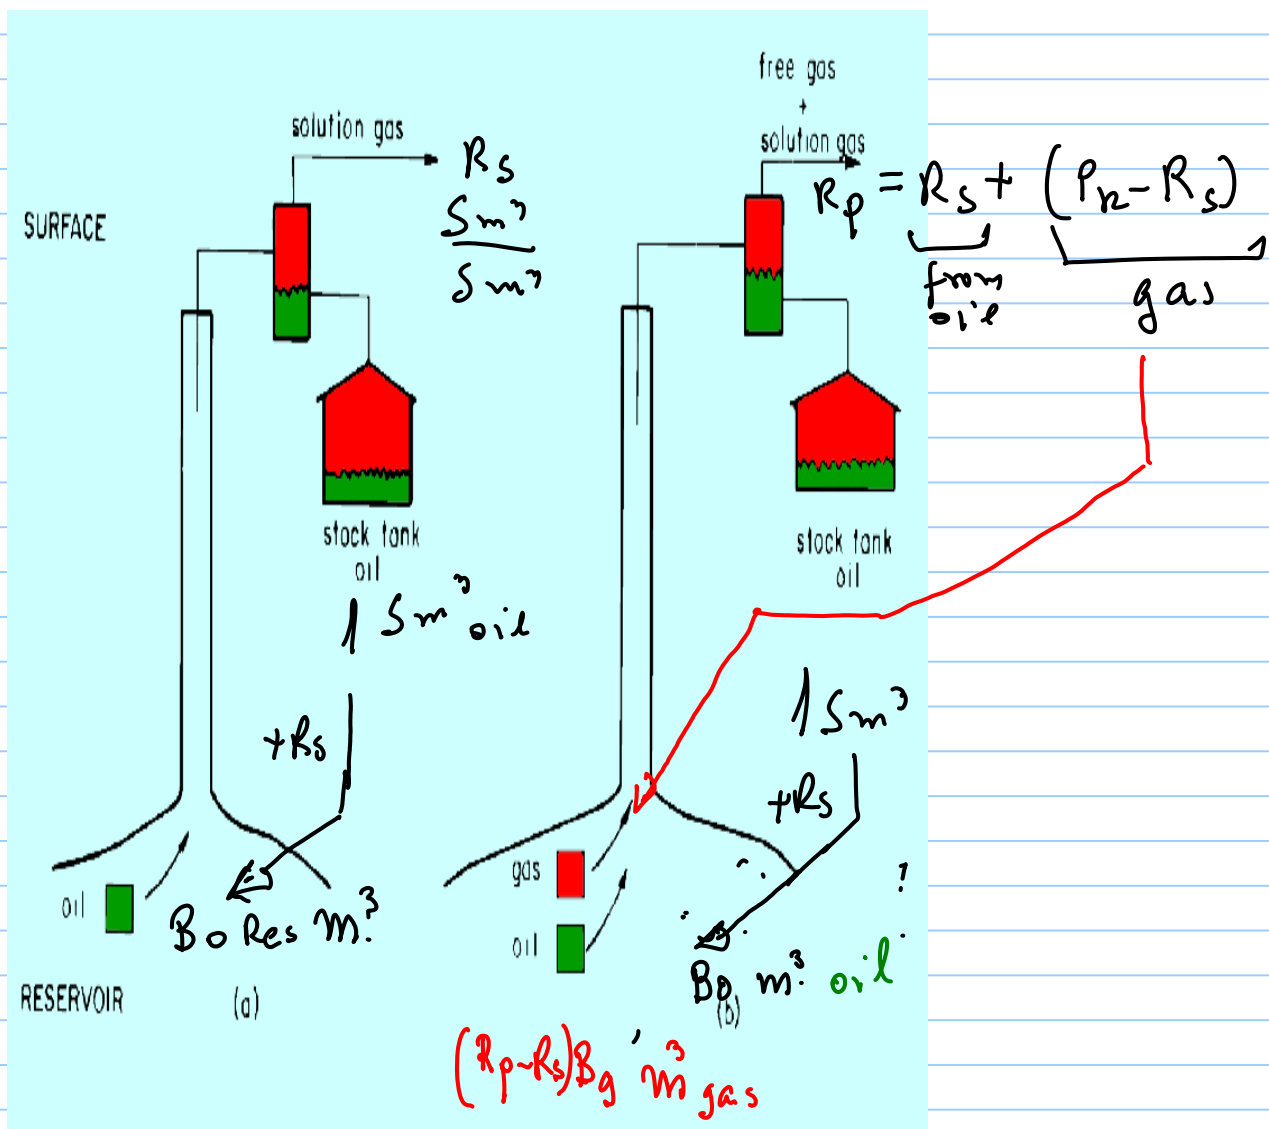 solution gas
Rs
Sm³
Sm³
SURFACE
stock tank
oil
1 Sm³ oil
+Rs
oil
Bo Res m³
RESERVOIR
(a)
free gas
+
solution gas
Rp = Rs + (Pr - Rs)
from
oil
gas
stock tank
oil
1 Sm³
+Rs
gas
oil
Bo m³ oil
(b)
(Rp-Rs)Bg m³ gas